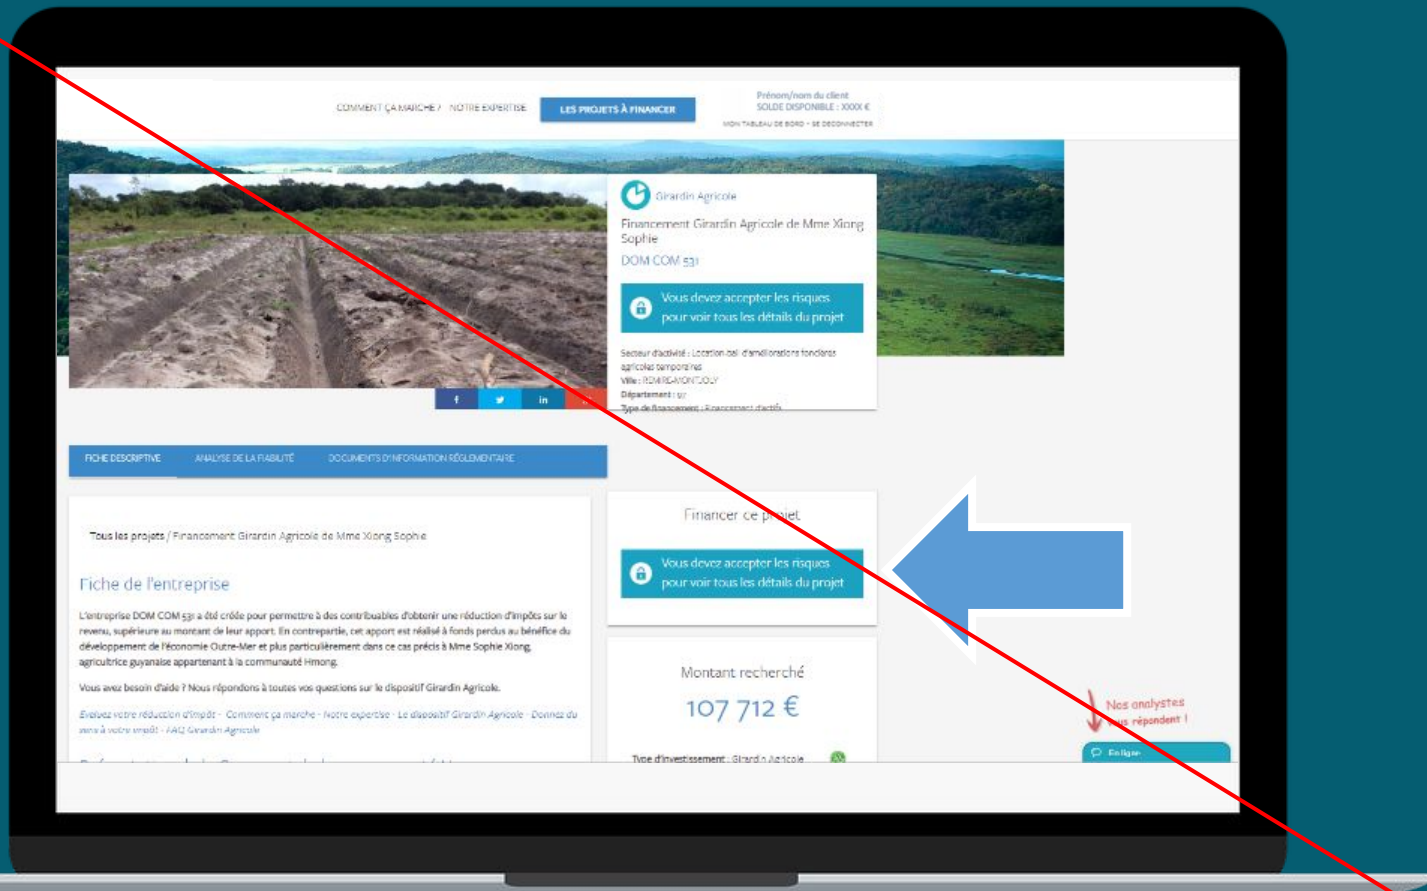 COMMENT ÇA MARCHE ? NOTRE EXPERTISE LES PROJETS À FINANCER
Prénom/nom du client
SOLDE DISPONIBLE : XXXX €
MON TABLEAU DE BORD - SE DECONNECTER
Girardin Agricole
Financement Girardin Agricole de Mme Xiong
Sophie
DOM COM 531
Vous devez accepter les risques
pour voir tous les détails du projet
Secteur d'activité : Location-bail d'améliorations foncières
agricoles temporaires
Ville : REMIRE-MONTJOLY
Département : 97
Type de financement : Financement d'actifs
f in
FICHE DESCRIPTIVE ANALYSE DE LA FIABILITÉ DOCUMENTS D'INFORMATION RÉGLEMENTAIRE
Tous les projets / Financement Girardin Agricole de Mme Xiong Sophie
Fiche de l'entreprise
L'entreprise DOM COM 531 a été créée pour permettre à des contribuables d'obtenir une réduction d'impôts sur le
revenu, supérieure au montant de leur apport. En contrepartie, cet apport est réalisé à fonds perdus au bénéfice du
développement de l'économie Outre-Mer et plus particulièrement dans ce cas précis à Mme Sophie Xiong,
agricultrice guyanaise appartenant à la communauté Hmong.
Vous avez besoin d'aide ? Nous répondons à toutes vos questions sur le dispositif Girardin Agricole.
Evaluez votre réduction d'impôt - Comment ça marche - Notre expertise - Le dispositif Girardin Agricole - Donnez du
sens à votre impôt - FAQ Girardin Agricole
Financer ce projet
Vous devez accepter les risques
pour voir tous les détails du projet
Montant recherché
107 712 €
Type d'investissement : Girardin Agricole
Nos analystes
vous répondent !
En ligne